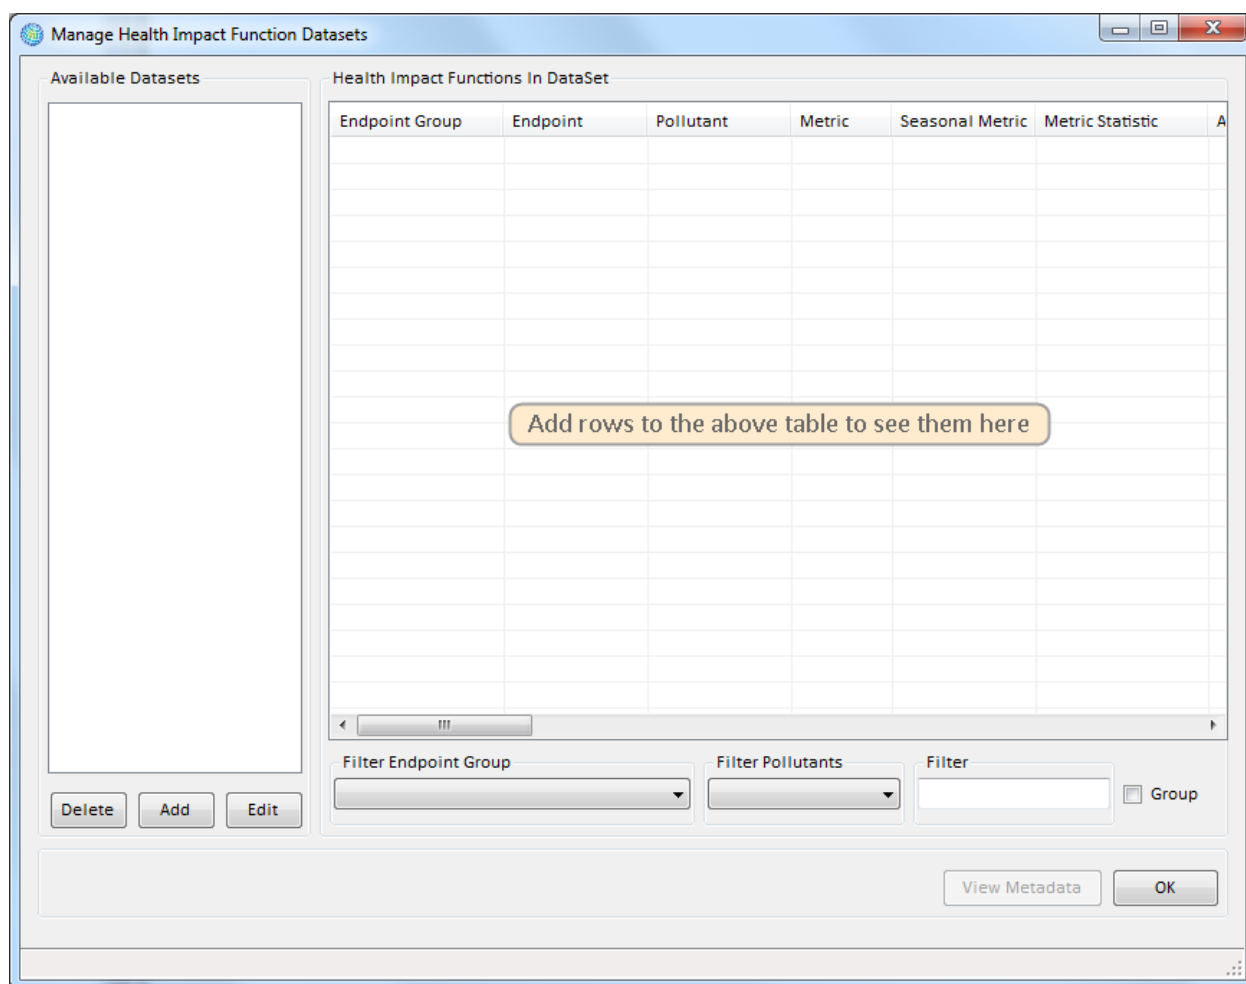 Manage Health Impact Function Datasets
Available Datasets
Health Impact Functions In DataSet
Endpoint Group Endpoint Pollutant Metric Seasonal Metric Metric Statistic A
Add rows to the above table to see them here
Filter Endpoint Group Filter Pollutants Filter
Group
Delete Add Edit
View Metadata OK